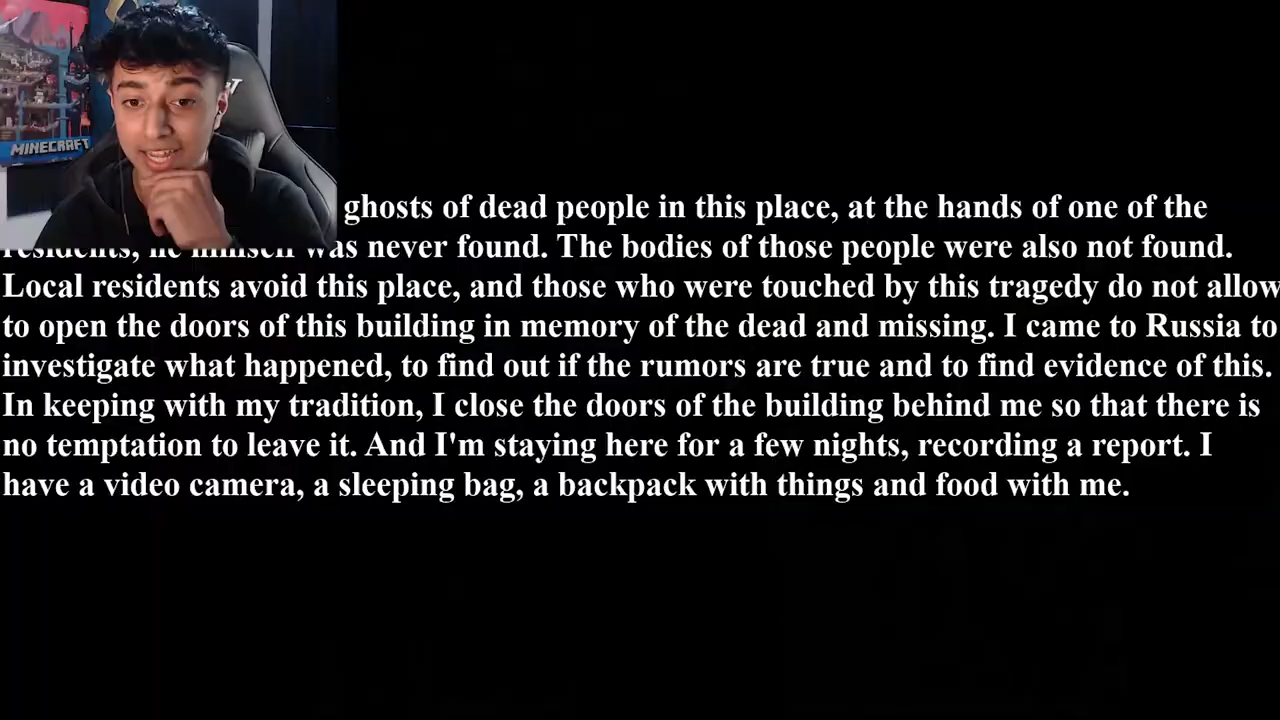 MINECRAFT
ghosts of dead people in this place, at the hands of one of the
residents, he himself was never found. The bodies of those people were also not found.
Local residents avoid this place, and those who were touched by this tragedy do not allow
to open the doors of this building in memory of the dead and missing. I came to Russia to
investigate what happened, to find out if the rumors are true and to find evidence of this.
In keeping with my tradition, I close the doors of the building behind me so that there is
no temptation to leave it. And I'm staying here for a few nights, recording a report. I
have a video camera, a sleeping bag, a backpack with things and food with me.